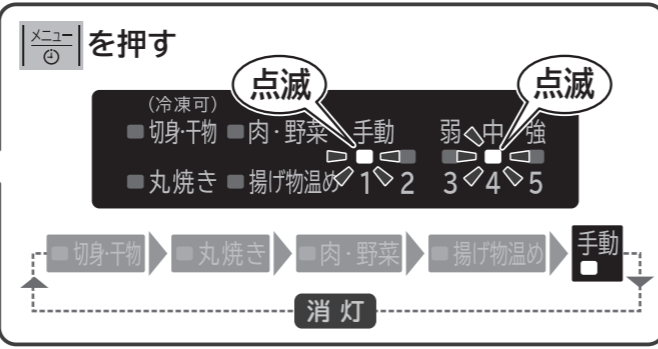 メニュー を押す
点滅 点滅
(冷凍可)
切身・干物 肉・野菜 手動 弱 中 強
丸焼き 揚げ物温め 1 2 3 4 5
切身・干物 丸焼き 肉・野菜 揚げ物温め 手動
消灯